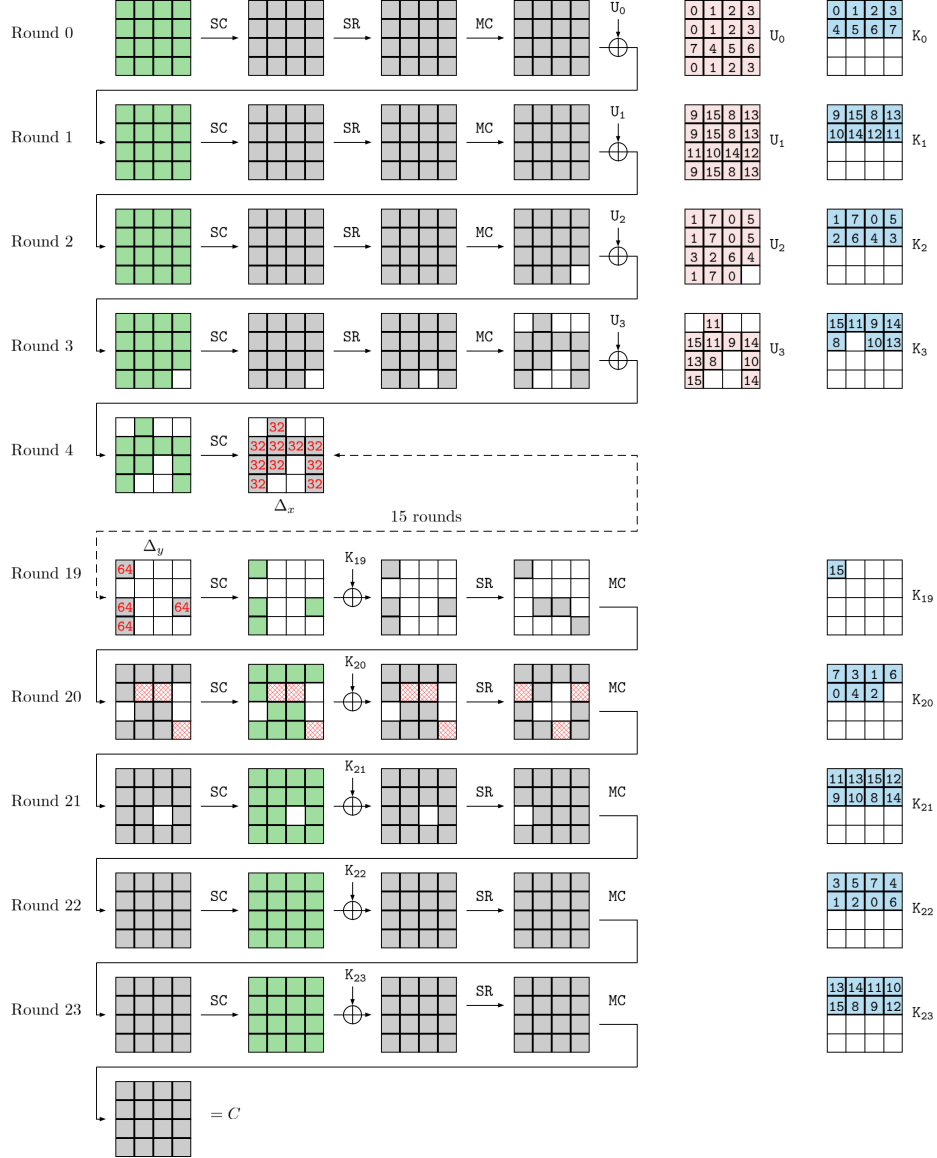 Round 0 SC SR MC U0
0 1 2 3
0 1 2 3
7 4 5 6
0 1 2 3
U0
0 1 2 3
4 5 6 7
K0
Round 1 SC SR MC U1
9 15 8 13
9 15 8 13
11 10 14 12
9 15 8 13
U1
9 15 8 13
10 14 12 11
K1
Round 2 SC SR MC U2
1 7 0 5
1 7 0 5
3 2 6 4
1 7 0
U2
1 7 0 5
2 6 4 3
K2
Round 3 SC SR MC U3
11
15 11 9 14
13 8 10
15 14
U3
15 11 9 14
8 10 13
K3
Round 4 SC
32
32 32 32 32
32 32 32
32 32
Δx
15 rounds
Δy
Round 19 SC K19 SR MC
64
64 64
64
15
K19
Round 20 SC K20 SR MC
7 3 1 6
0 4 2
K20
Round 21 SC K21 SR MC
11 13 15 12
9 10 8 14
K21
Round 22 SC K22 SR MC
3 5 7 4
1 2 0 6
K22
Round 23 SC K23 SR MC
13 14 11 10
15 8 9 12
K23
= C